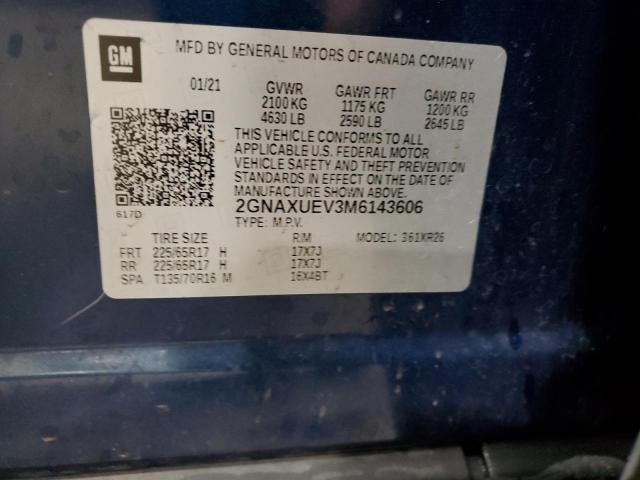 GM
MFD BY GENERAL MOTORS OF CANADA COMPANY
01/21 GVWR GAWR FRT GAWR RR
2100 KG 1175 KG 1200 KG
4630 LB 2590 LB 2645 LB
THIS VEHICLE CONFORMS TO ALL
APPLICABLE U.S. FEDERAL MOTOR
VEHICLE SAFETY AND THEFT PREVENTION
STANDARDS IN EFFECT ON THE DATE OF
MANUFACTURE SHOWN ABOVE.
617D 2GNAXUEV3M6143606
TYPE: M.P.V.
TIRE SIZE RIM MODEL: 361XR26
FRT 225/65R17 H 17X7J
RR 225/65R17 H 17X7J
SPA T135/70R16 M 16X4BT